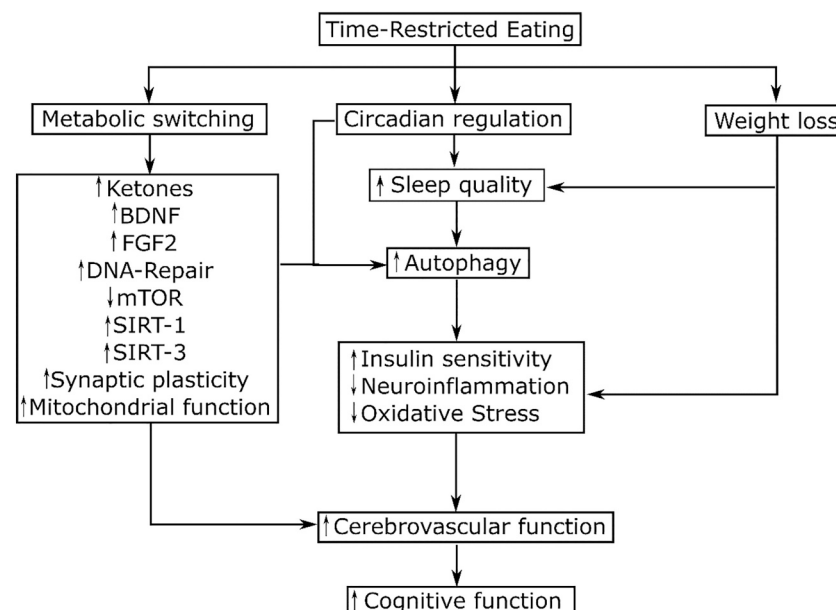 Time-Restricted Eating
Metabolic switching
Circadian regulation
Weight loss
↑Ketones
↑BDNF
↑FGF2
↑DNA-Repair
↓mTOR
↑SIRT-1
↑SIRT-3
↑Synaptic plasticity
↑Mitochondrial function
↑Sleep quality
↑Autophagy
↑Insulin sensitivity
↓Neuroinflammation
↓Oxidative Stress
↑Cerebrovascular function
↑Cognitive function